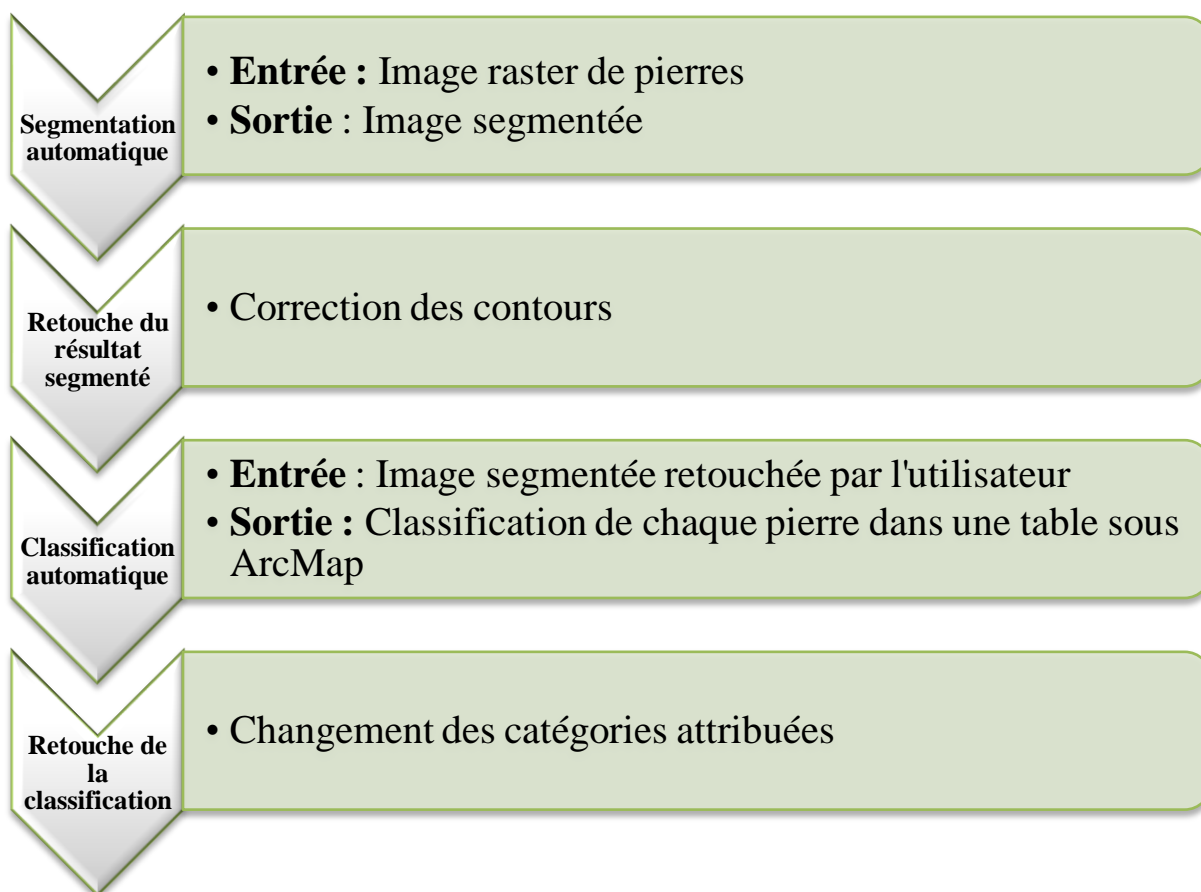 Segmentation
automatique
• Entrée : Image raster de pierres
• Sortie : Image segmentée
Retouche du
résultat
segmenté
• Correction des contours
Classification
automatique
• Entrée : Image segmentée retouchée par l'utilisateur
• Sortie : Classification de chaque pierre dans une table sous
ArcMap
Retouche de
la
classification
• Changement des catégories attribuées